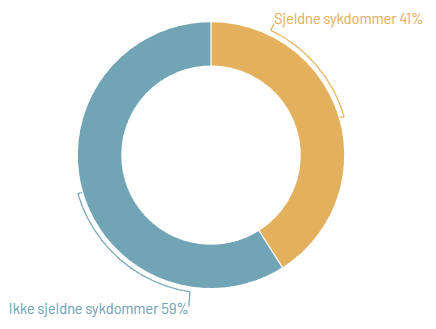 Sjeldne sykdommer 41%
Ikke sjeldne sykdommer 59%